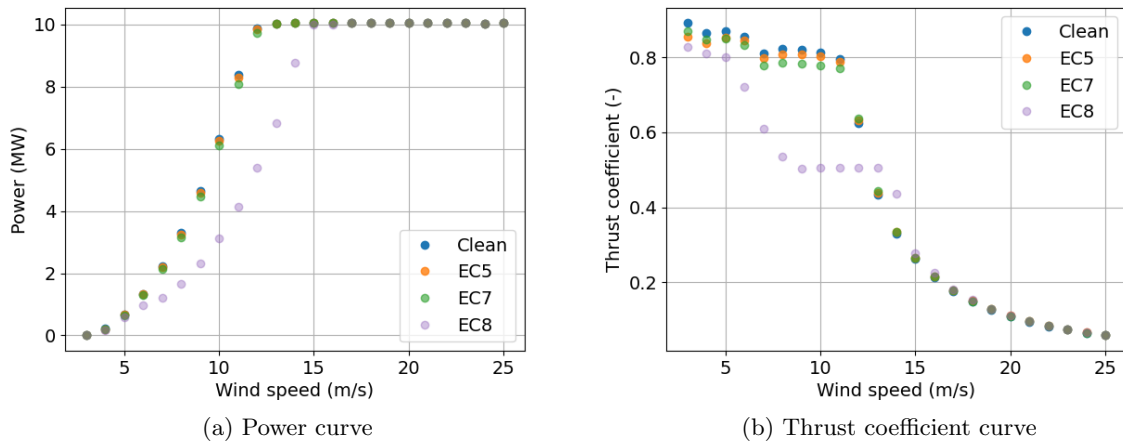 10
8
6
4
2
0
Power (MW)
5
10
15
20
25
Wind speed (m/s)
Clean
EC5
EC7
EC8
(a) Power curve
0.8
0.6
0.4
0.2
Thrust coefficient (-)
5
10
15
20
25
Wind speed (m/s)
Clean
EC5
EC7
EC8
(b) Thrust coefficient curve